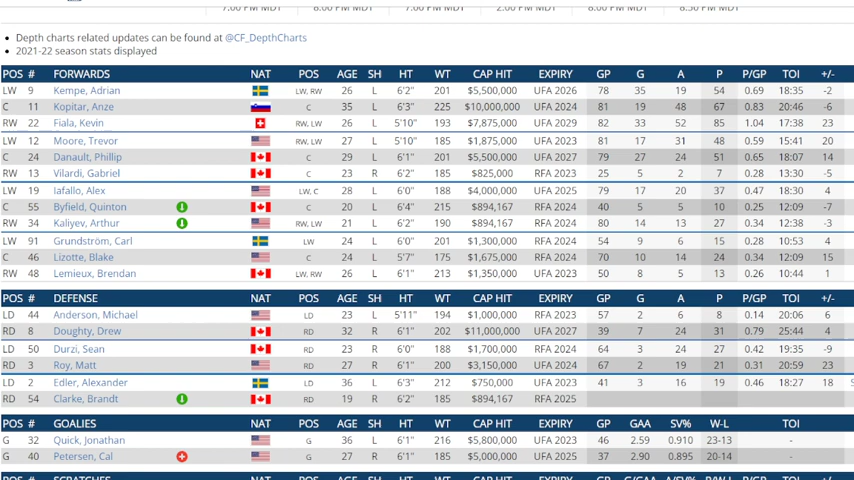 7:00 PM MDT 6:00 PM MDT 7:00 PM MDT 2:00 PM MDT 8:00 PM MDT 8:30 PM MDT
Depth charts related updates can be found at @CF_DepthCharts
2021-22 season stats displayed
POS # FORWARDS NAT POS AGE SH HT WT CAP HIT EXPIRY GP G A P P/GP TOI +/-
LW 9 Kempe, Adrian LW, RW 26 L 6'2" 201 $5,500,000 UFA 2026 78 35 19 54 0.69 18:35 -2
C 11 Kopitar, Anze C 35 L 6'3" 225 $10,000,000 UFA 2024 81 19 48 67 0.83 20:46 -6
RW 22 Fiala, Kevin RW, LW 26 L 5'10" 193 $7,875,000 UFA 2029 82 33 52 85 1.04 17:38 23
LW 12 Moore, Trevor RW, LW 27 L 5'10" 185 $1,875,000 UFA 2023 81 17 31 48 0.59 15:41 20
C 24 Danault, Phillip C 29 L 6'1" 201 $5,500,000 UFA 2027 79 27 24 51 0.65 18:07 14
RW 13 Vilardi, Gabriel C 23 R 6'2" 185 $825,000 RFA 2023 25 5 2 7 0.28 13:30 -5
LW 19 Iafallo, Alex LW, C 28 L 6'0" 188 $4,000,000 UFA 2025 79 17 20 37 0.47 18:30 4
C 55 Byfield, Quinton C 20 L 6'4" 215 $894,167 RFA 2024 40 5 5 10 0.25 12:09 -7
RW 34 Kaliyev, Arthur RW, LW 21 L 6'2" 190 $894,167 RFA 2024 80 14 13 27 0.34 12:38 -3
LW 91 Grundström, Carl LW 24 L 6'0" 201 $1,300,000 RFA 2024 54 9 6 15 0.28 10:53 4
C 46 Lizotte, Blake C 24 L 5'7" 175 $1,675,000 RFA 2024 70 10 14 24 0.34 12:09 15
RW 48 Lemieux, Brendan LW, RW 26 L 6'1" 213 $1,350,000 UFA 2023 50 8 5 13 0.26 10:44 1
POS # DEFENSE NAT POS AGE SH HT WT CAP HIT EXPIRY GP G A P P/GP TOI +/-
LD 44 Anderson, Michael LD 23 L 5'11" 194 $1,000,000 RFA 2023 57 2 6 8 0.14 20:06 6
RD 8 Doughty, Drew RD 32 R 6'1" 202 $11,000,000 UFA 2027 39 7 24 31 0.79 25:44 4
LD 50 Durzi, Sean RD 23 R 6'0" 188 $1,700,000 RFA 2024 64 3 24 27 0.42 19:35 -9
RD 3 Roy, Matt RD 27 R 6'1" 200 $3,150,000 UFA 2024 67 2 19 21 0.31 20:59 23
LD 2 Edler, Alexander LD 36 L 6'3" 212 $750,000 UFA 2023 41 3 16 19 0.46 18:27 18
RD 54 Clarke, Brandt RD 19 R 6'2" 185 $894,167 RFA 2025
POS # GOALIES NAT POS AGE SH HT WT CAP HIT EXPIRY GP GAA SV% W-L TOI
G 32 Quick, Jonathan G 36 L 6'1" 216 $5,800,000 UFA 2023 46 2.59 0.910 23-13 -
G 40 Petersen, Cal G 27 R 6'1" 185 $5,000,000 UFA 2025 37 2.90 0.895 20-14 -